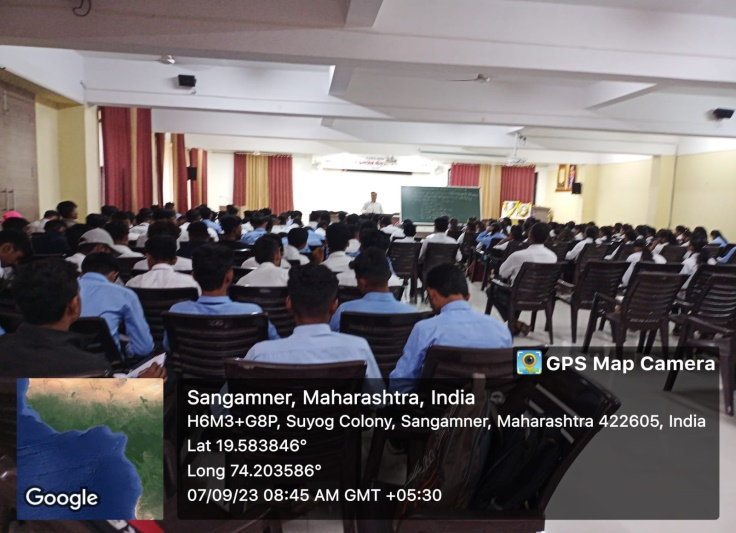 GPS Map Camera
Sangamner, Maharashtra, India
H6M3+G8P, Suyog Colony, Sangamner, Maharashtra 422605, India
Lat 19.583846°
Long 74.203586°
07/09/23 08:45 AM GMT +05:30
Google